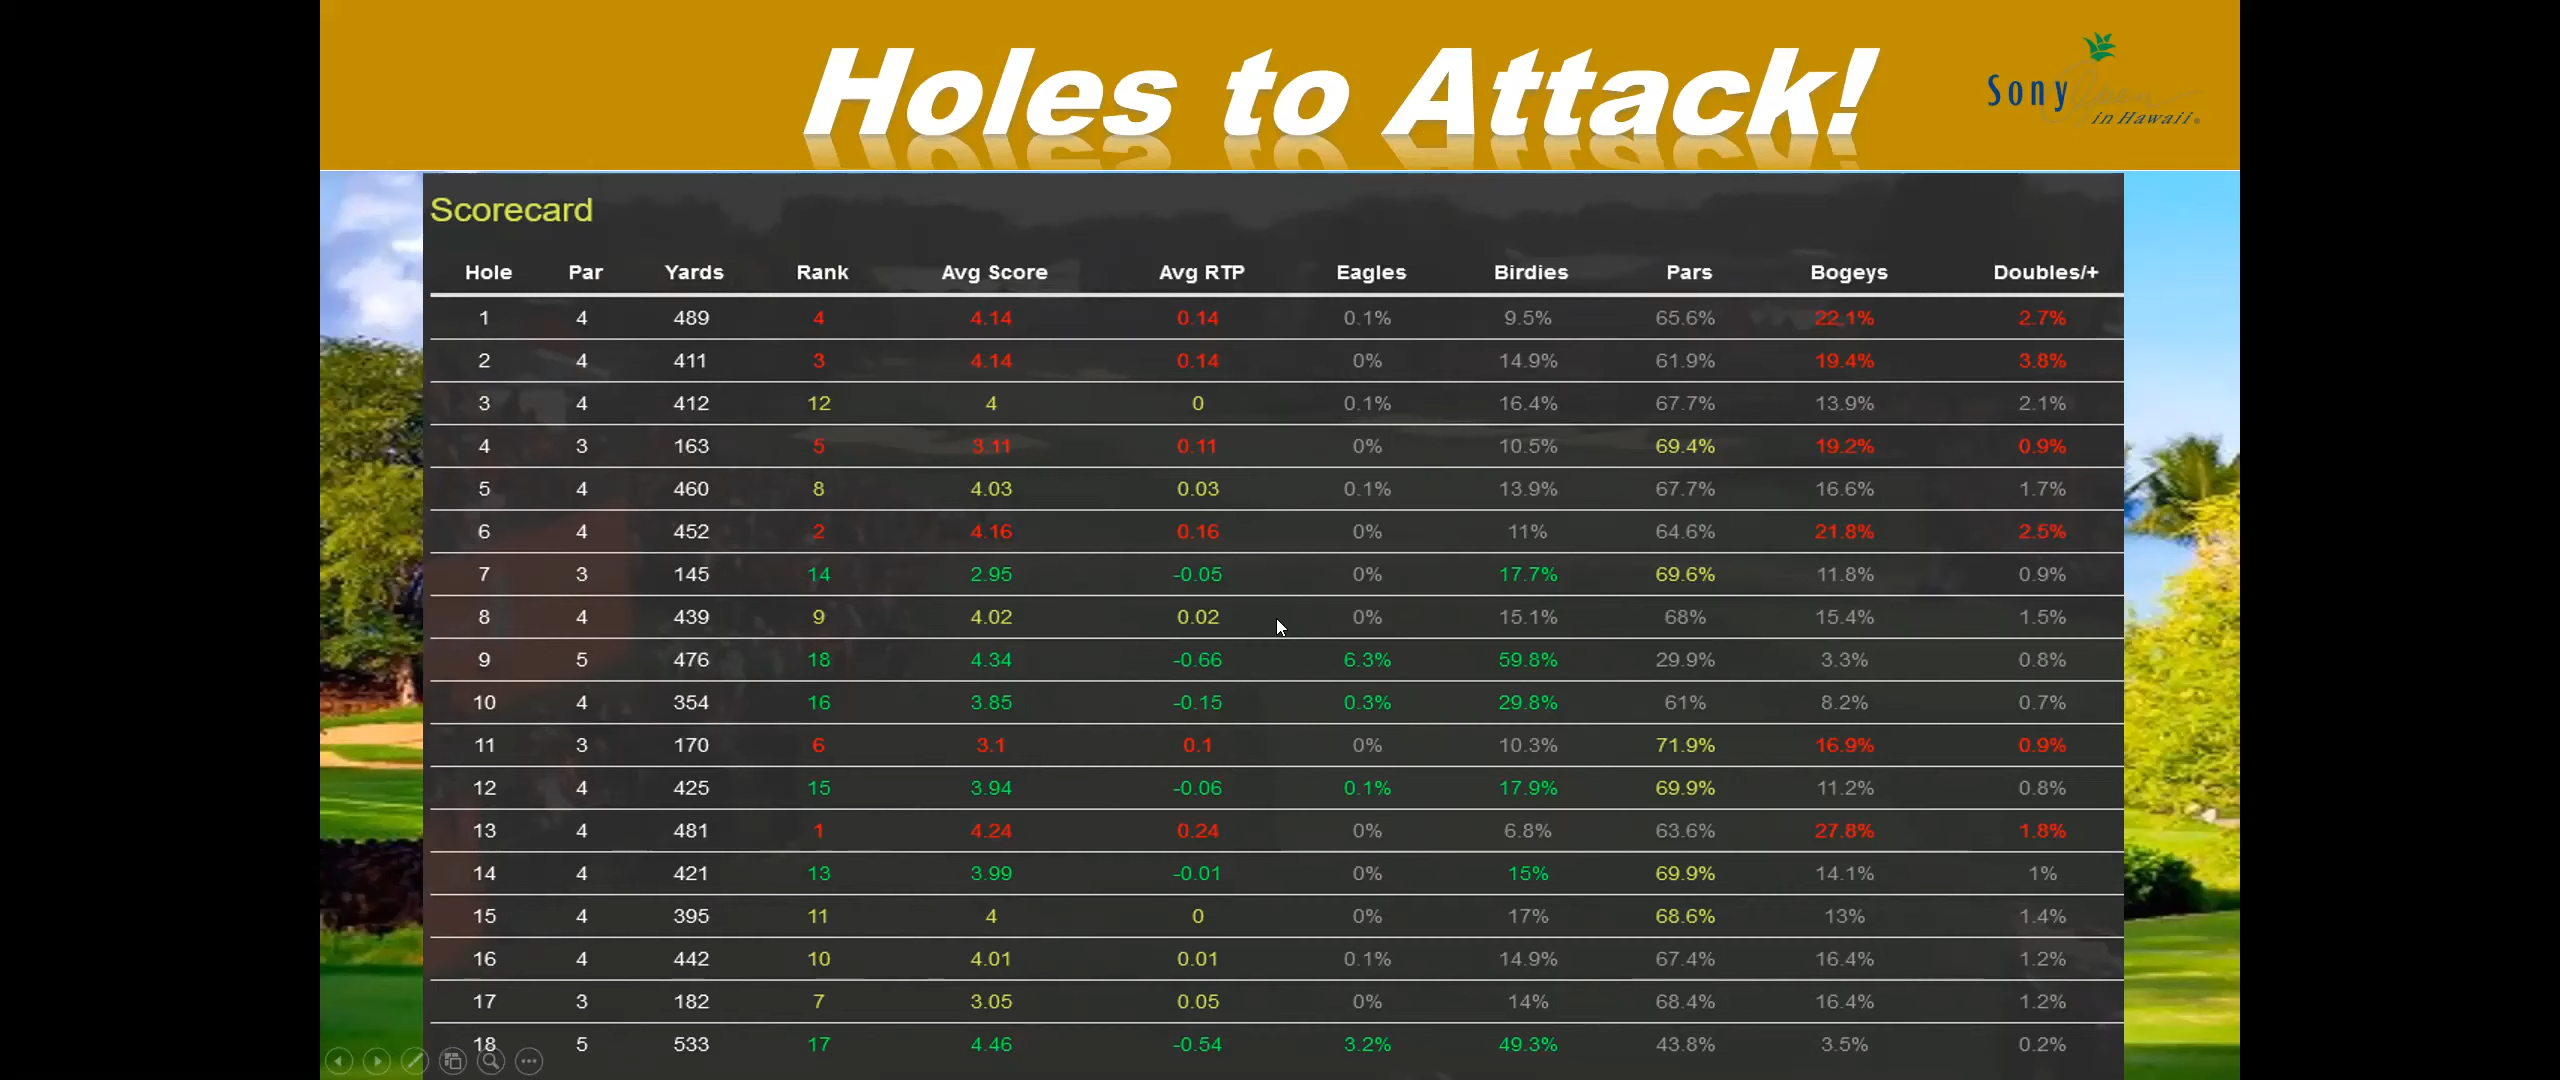 Holes to Attack!
Sony Open
in Hawaii
Scorecard
Hole Par Yards Rank Avg Score Avg RTP Eagles Birdies Pars Bogeys Doubles/+
1 4 489 4 4.14 0.14 0.1% 9.5% 65.6% 22.1% 2.7%
2 4 411 3 4.14 0.14 0% 14.9% 61.9% 19.4% 3.8%
3 4 412 12 4 0 0.1% 16.4% 67.7% 13.9% 2.1%
4 3 163 5 3.11 0.11 0% 10.5% 69.4% 19.2% 0.9%
5 4 460 8 4.03 0.03 0.1% 13.9% 67.7% 16.6% 1.7%
6 4 452 2 4.16 0.16 0% 11% 64.6% 21.8% 2.5%
7 3 145 14 2.95 -0.05 0% 17.7% 69.6% 11.8% 0.9%
8 4 439 9 4.02 0.02 0% 15.1% 68% 15.4% 1.5%
9 5 476 18 4.34 -0.66 6.3% 59.8% 29.9% 3.3% 0.8%
10 4 354 16 3.85 -0.15 0.3% 29.8% 61% 8.2% 0.7%
11 3 170 6 3.1 0.1 0% 10.3% 71.9% 16.9% 0.9%
12 4 425 15 3.94 -0.06 0.1% 17.9% 69.9% 11.2% 0.8%
13 4 481 1 4.24 0.24 0% 6.8% 63.6% 27.8% 1.8%
14 4 421 13 3.99 -0.01 0% 15% 69.9% 14.1% 1%
15 4 395 11 4 0 0% 17% 68.6% 13% 1.4%
16 4 442 10 4.01 0.01 0.1% 14.9% 67.4% 16.4% 1.2%
17 3 182 7 3.05 0.05 0% 14% 68.4% 16.4% 1.2%
18 5 533 17 4.46 -0.54 3.2% 49.3% 43.8% 3.5% 0.2%